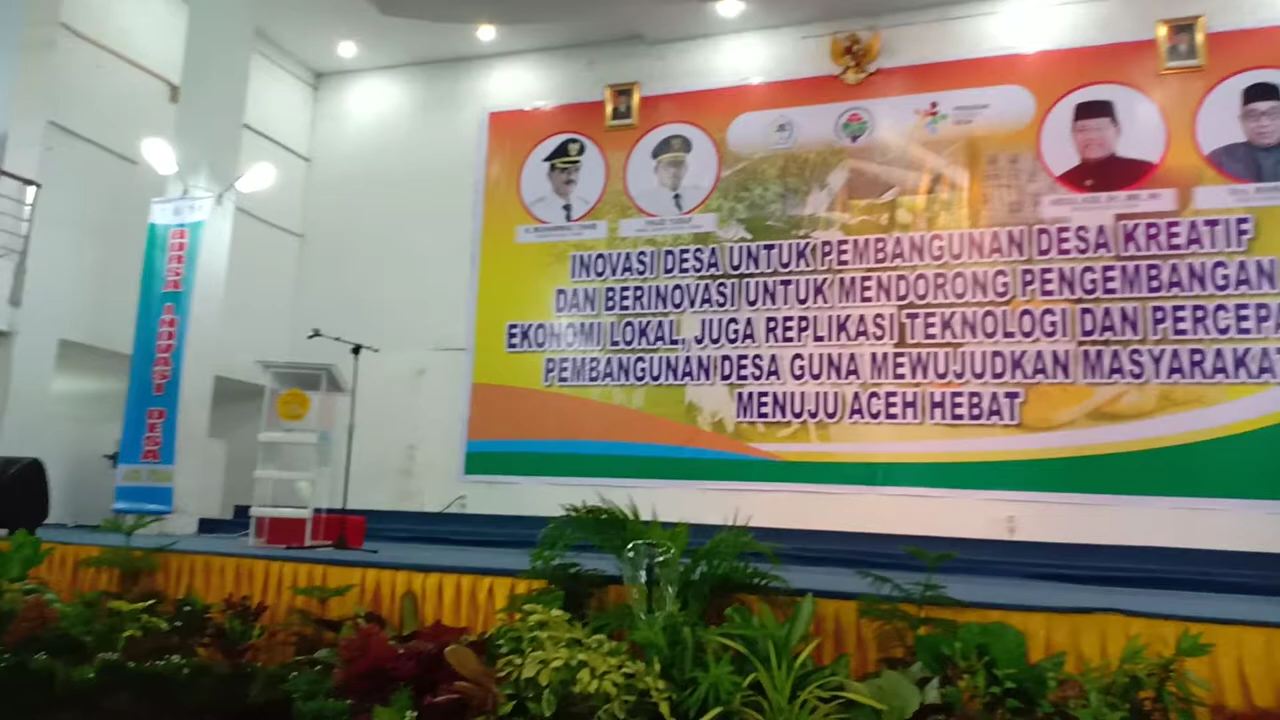 BURSA INOVASI DESA
INOVASI DESA UNTUK PEMBANGUNAN DESA KREATIF
DAN BERINOVASI UNTUK MENDORONG PENGEMBANGAN
EKONOMI LOKAL, JUGA REPLIKASI TEKNOLOGI DAN PERCEPA
PEMBANGUNAN DESA GUNA MEWUJUDKAN MASYARAKAT
MENUJU ACEH HEBAT